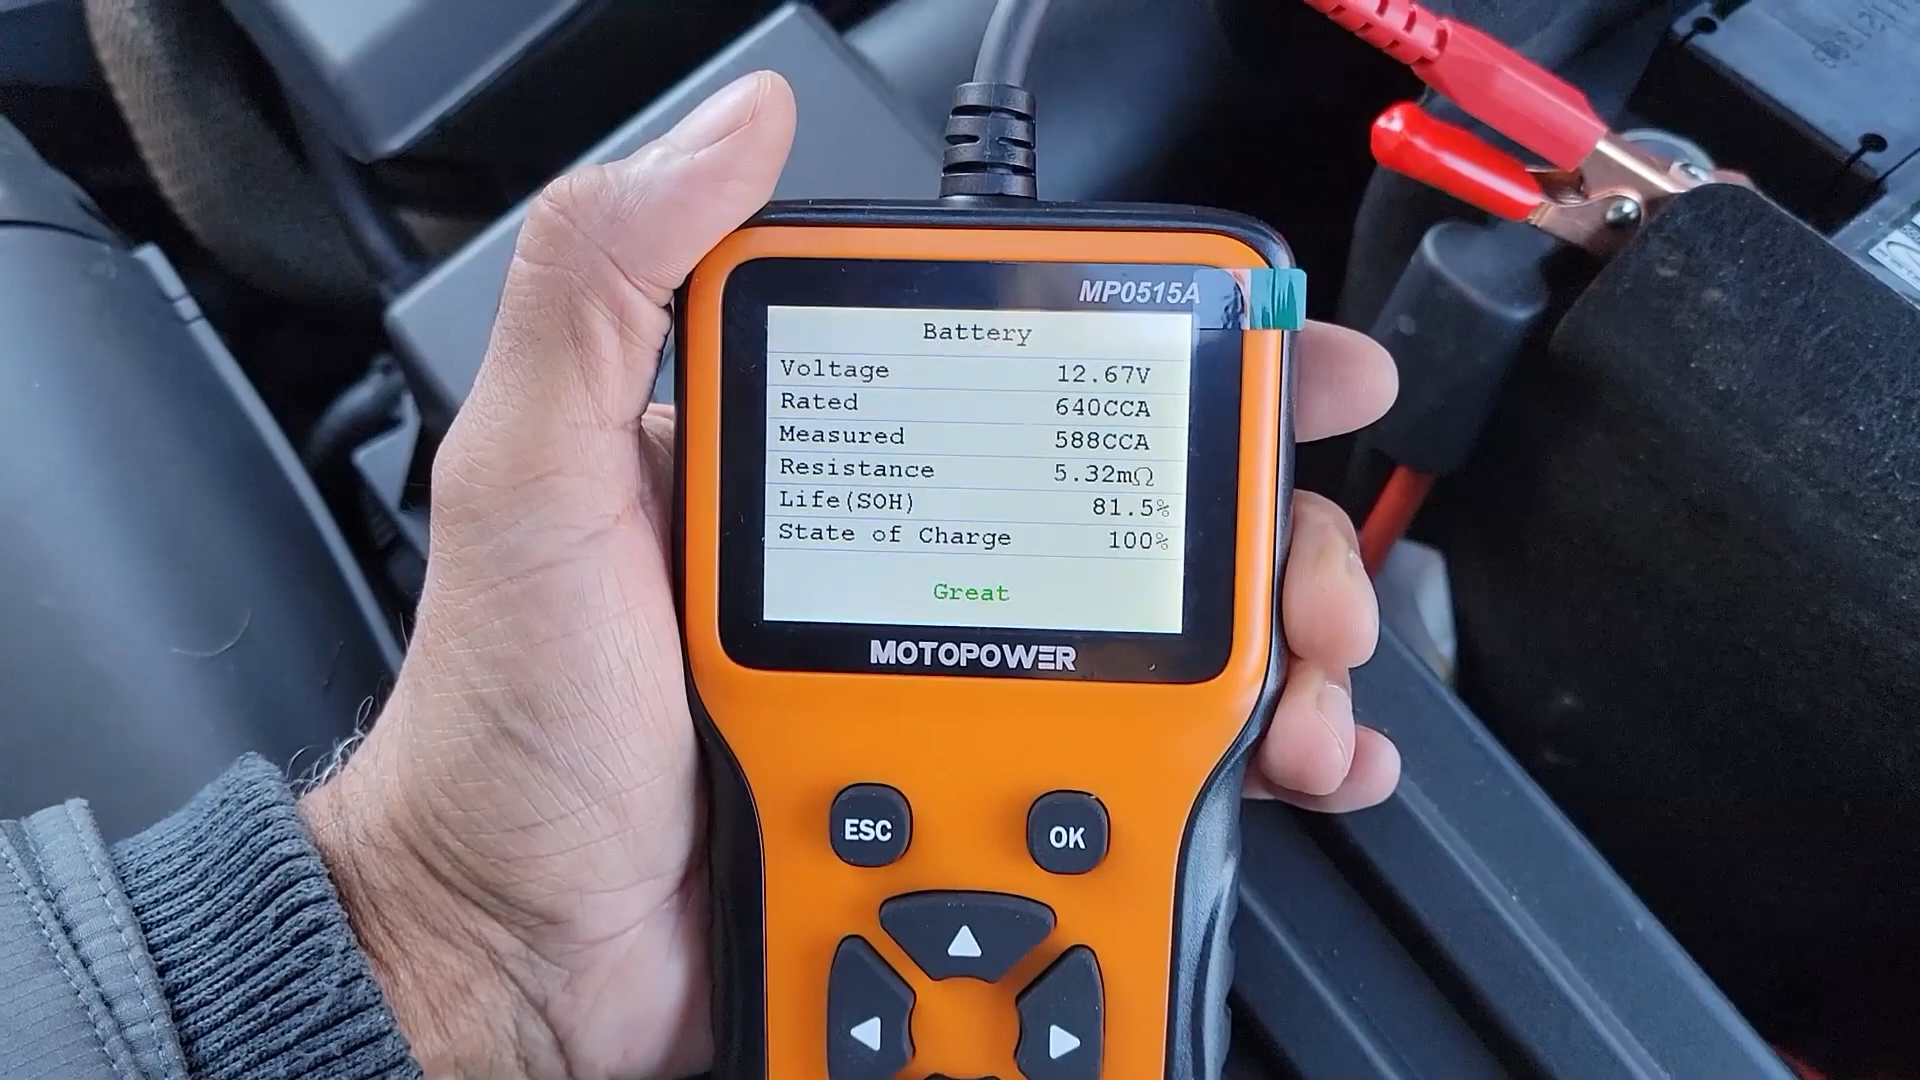 MP0515A
Battery
Voltage 12.67V
Rated 640CCA
Measured 588CCA
Resistance 5.32mΩ
Life(SOH) 81.5%
State of Charge 100%
Great
MOTOPOWER
ESC OK